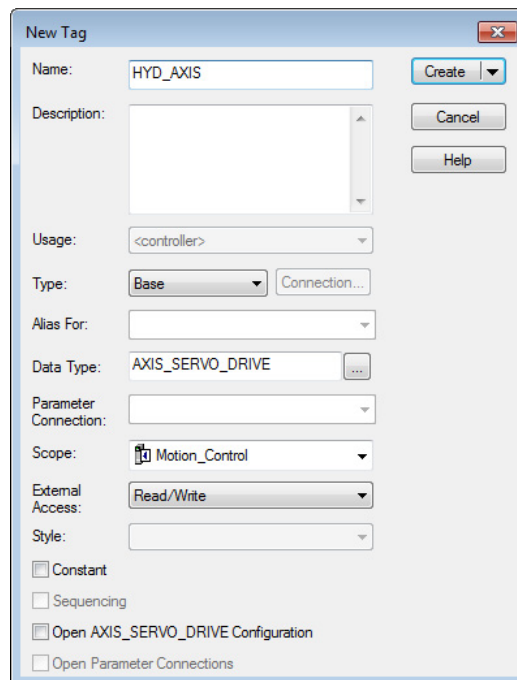 New Tag
Name: HYD_AXIS
Create
Description:
Cancel
Help
Usage: <controller>
Type: Base Connection...
Alias For:
Data Type: AXIS_SERVO_DRIVE ...
Parameter
Connection:
Scope: Motion_Control
External
Access: Read/Write
Style:
Constant
Sequencing
Open AXIS_SERVO_DRIVE Configuration
Open Parameter Connections